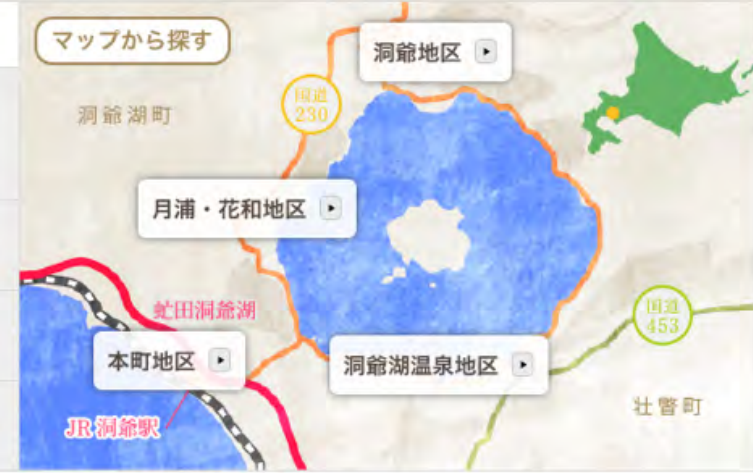 マップから探す
洞爺地区
国道
230
洞爺湖町
月浦・花和地区
国道
453
虻田洞爺湖
本町地区
洞爺湖温泉地区
壮瞥町
JR 洞爺駅